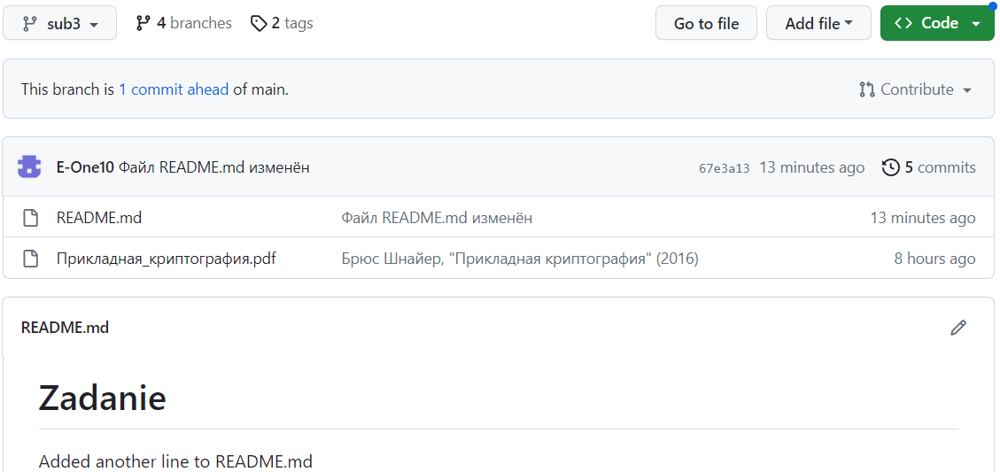 sub3 4 branches 2 tags Go to file Add file Code
This branch is 1 commit ahead of main. Contribute
E-One10 Файл README.md изменён 67e3a13 13 minutes ago 5 commits
README.md Файл README.md изменён 13 minutes ago
Прикладная_криптография.pdf Брюс Шнайер, "Прикладная криптография" (2016) 8 hours ago
README.md
Zadanie
Added another line to README.md